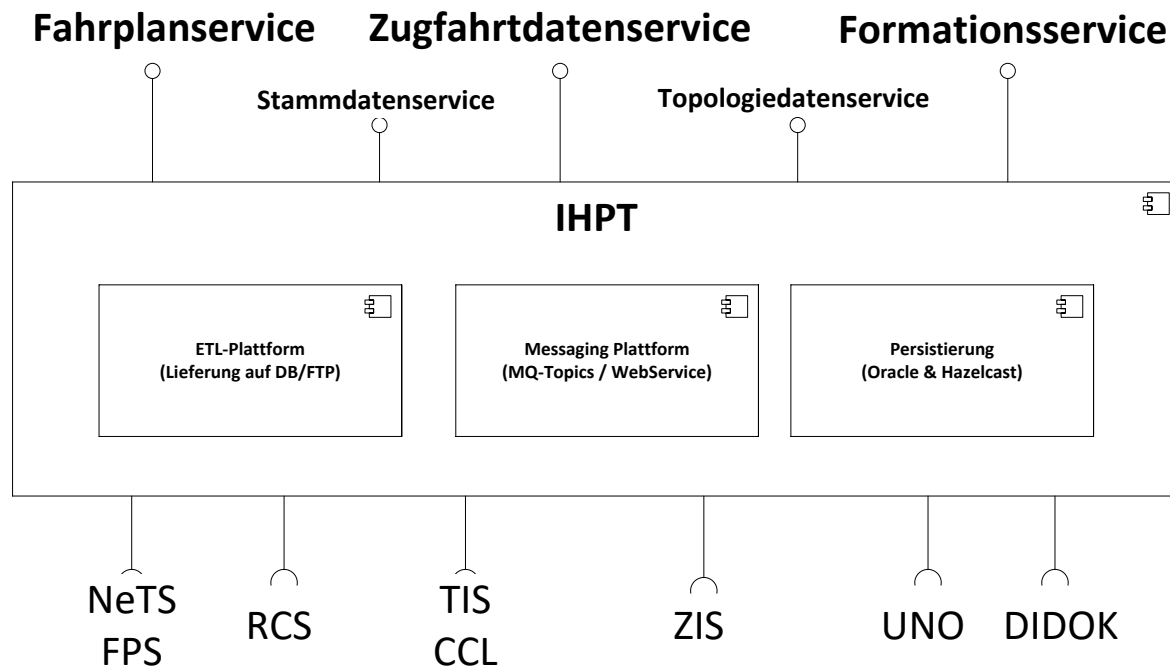 Fahrplanservice
Zugfahrtdatenservice
Formationsservice
Stammdatenservice
Topologiedatenservice
IHPT
ETL-Plattform
(Lieferung auf DB/FTP)
Messaging Plattform
(MQ-Topics / WebService)
Persistierung
(Oracle & Hazelcast)
NeTS
FPS
RCS
TIS
CCL
ZIS
UNO
DIDOK